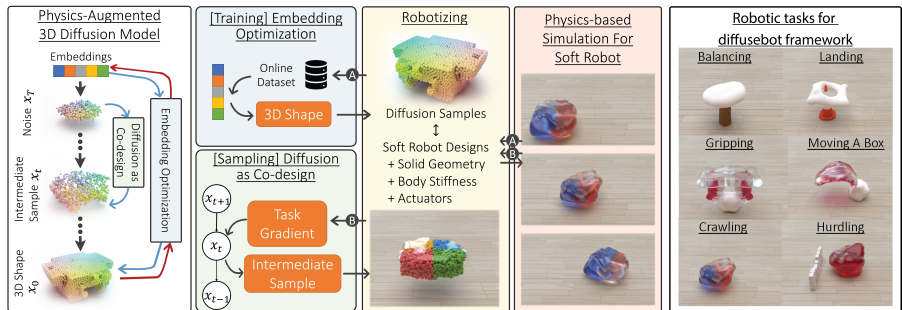 Physics-Augmented
3D Diffusion Model
Embeddings
Noise x_T
Diffusion as
Co-design
Embedding Optimization
Intermediate
Sample x_t
3D Shape
x_0
[Training] Embedding
Optimization
Online
Dataset
A
3D Shape
[Sampling] Diffusion
as Co-design
x_{t+1}
Task
Gradient
B
x_t
Intermediate
Sample
x_{t−1}
Robotizing
Diffusion Samples
↕
Soft Robot Designs
+ Solid Geometry
+ Body Stiffness
+ Actuators
Physics-based
Simulation For
Soft Robot
A
B
Robotic tasks for
diffusebot framework
Balancing
Landing
Gripping
Moving A Box
Crawling
Hurdling